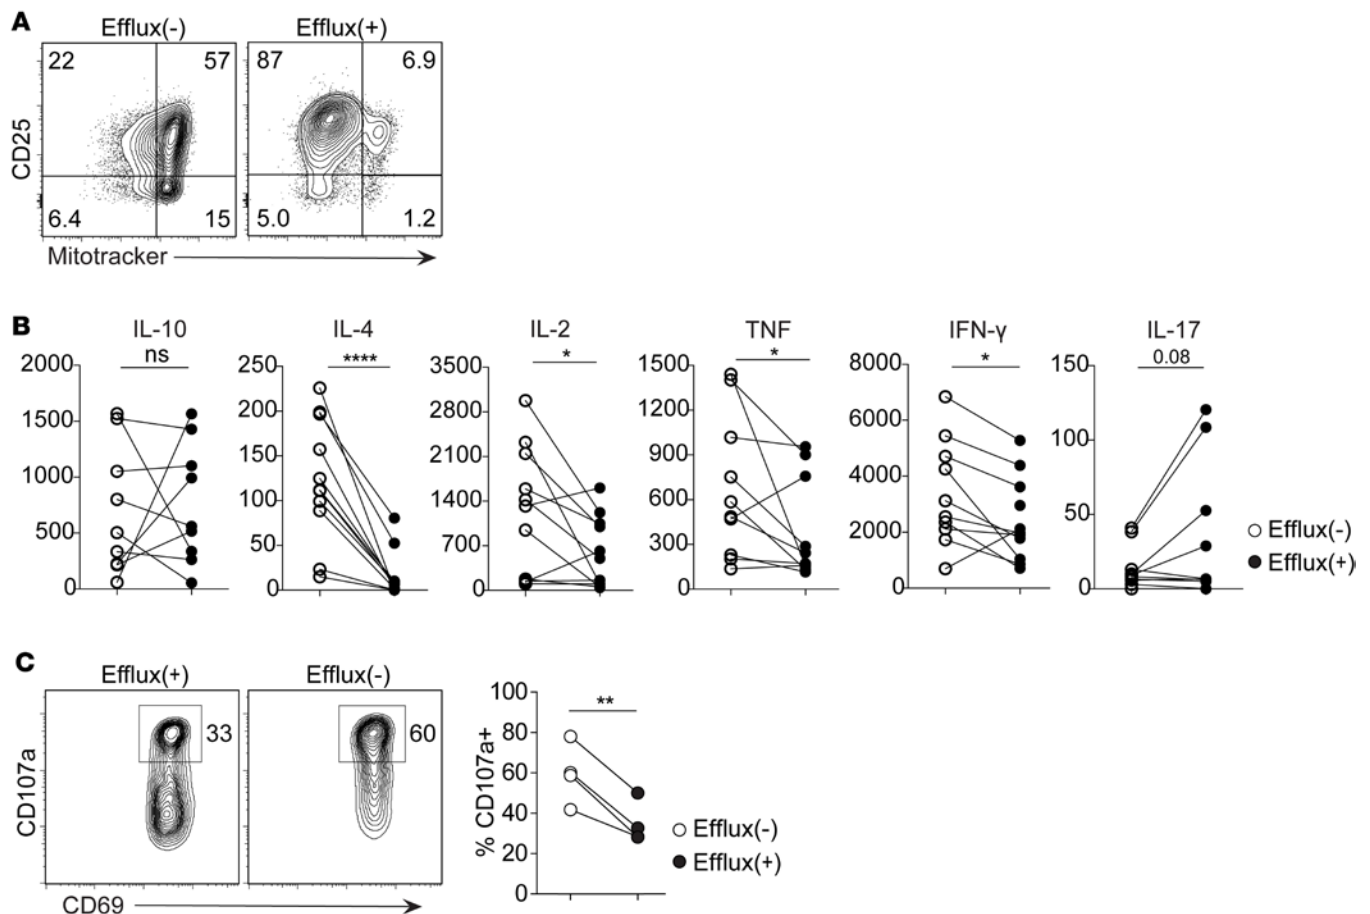 A
Efflux(-)
Efflux(+)
22
57
87
6.9
CD25
6.4
15
5.0
1.2
Mitotracker
B
IL-10
IL-4
IL-2
TNF
IFN-γ
IL-17
ns
****
*
*
*
0.08
2000
1500
1000
500
0
250
200
150
100
50
0
3500
2800
2100
1400
700
0
1500
1200
900
600
300
0
8000
6000
4000
2000
0
150
100
50
0
Efflux(-)
Efflux(+)
C
Efflux(+)
Efflux(-)
33
60
CD107a
CD69
% CD107a+
100
80
60
40
20
0
**
Efflux(-)
Efflux(+)